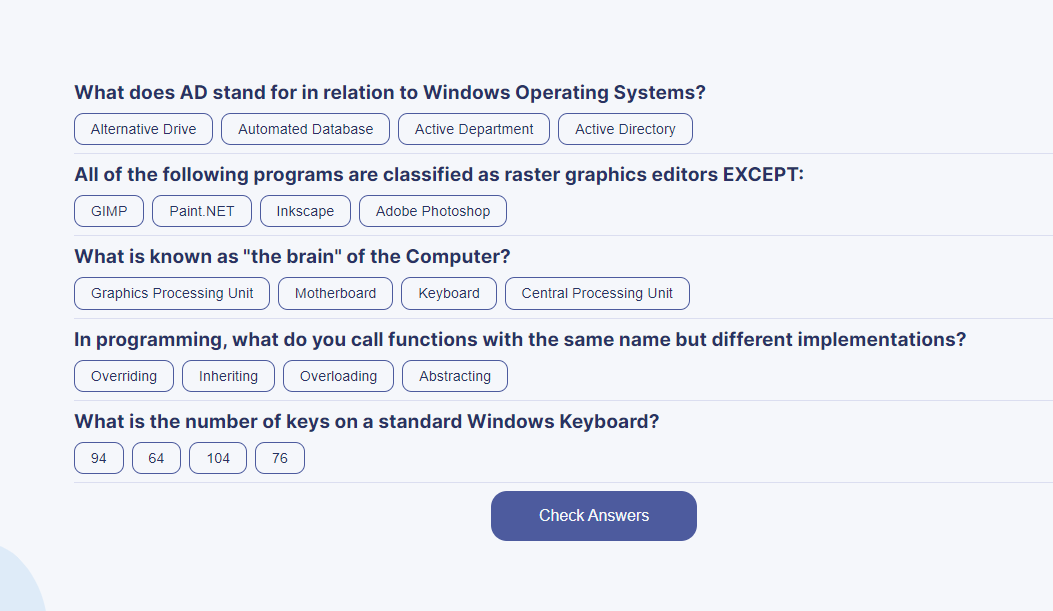 What does AD stand for in relation to Windows Operating Systems?
Alternative Drive Automated Database Active Department Active Directory
All of the following programs are classified as raster graphics editors EXCEPT:
GIMP Paint.NET Inkscape Adobe Photoshop
What is known as "the brain" of the Computer?
Graphics Processing Unit Motherboard Keyboard Central Processing Unit
In programming, what do you call functions with the same name but different implementations?
Overriding Inheriting Overloading Abstracting
What is the number of keys on a standard Windows Keyboard?
94 64 104 76
Check Answers